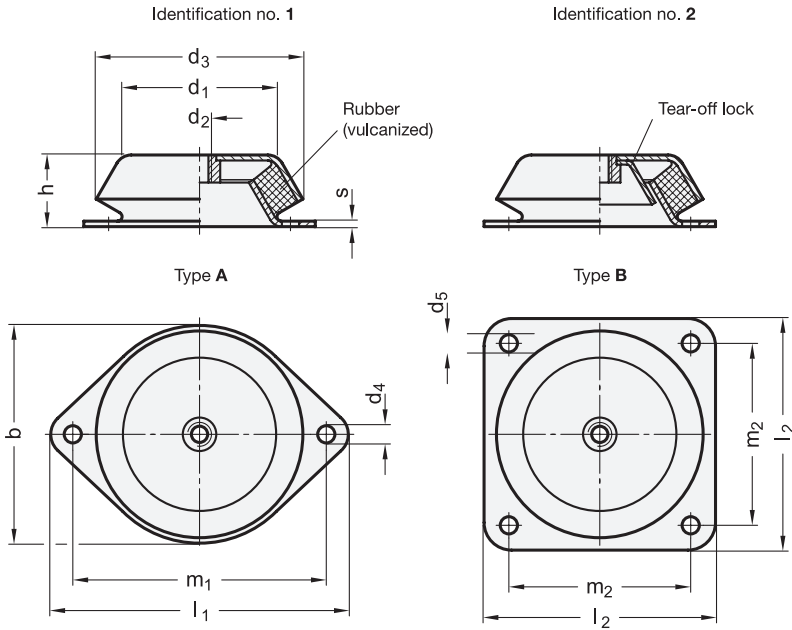 Identification no. 1
Identification no. 2
d3
d1
d2
Rubber
(vulcanized)
Tear-off lock
h
s
Type A
Type B
d5
b
d4
m2
l2
m1
l1
m2
l2